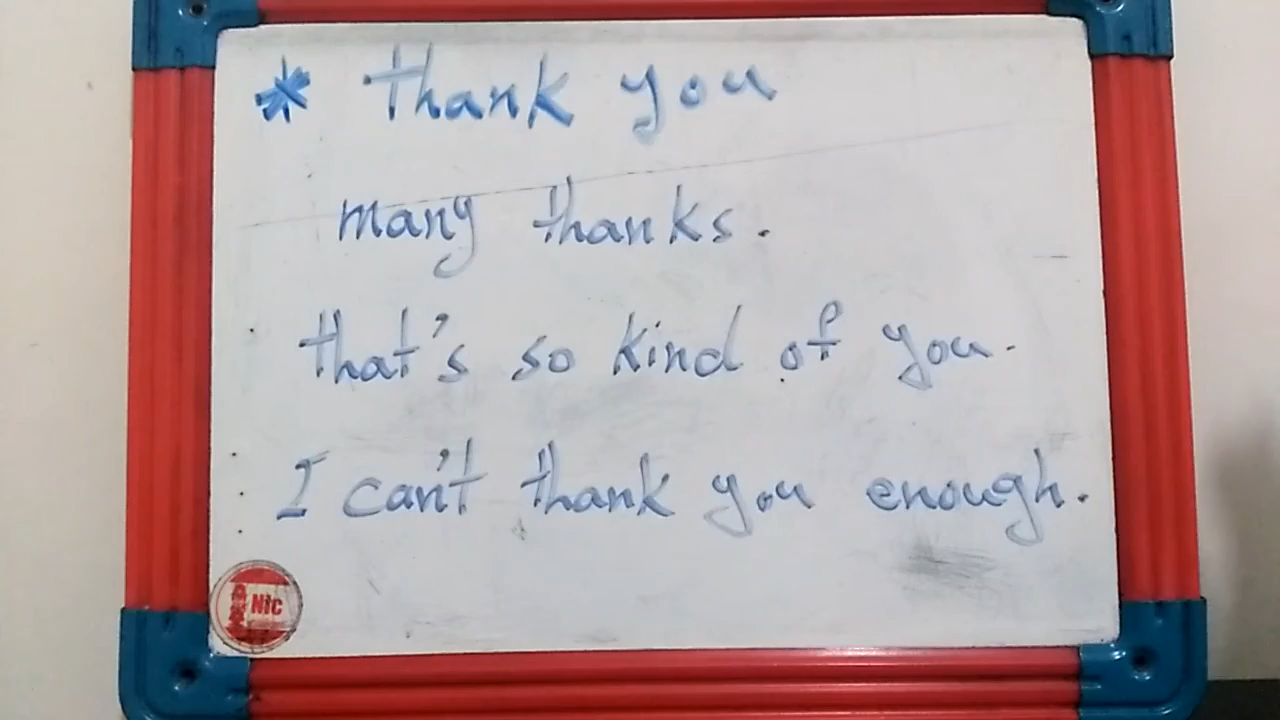 * thank you
many thanks.
that's so kind of you.
I can't thank you enough.
Nic